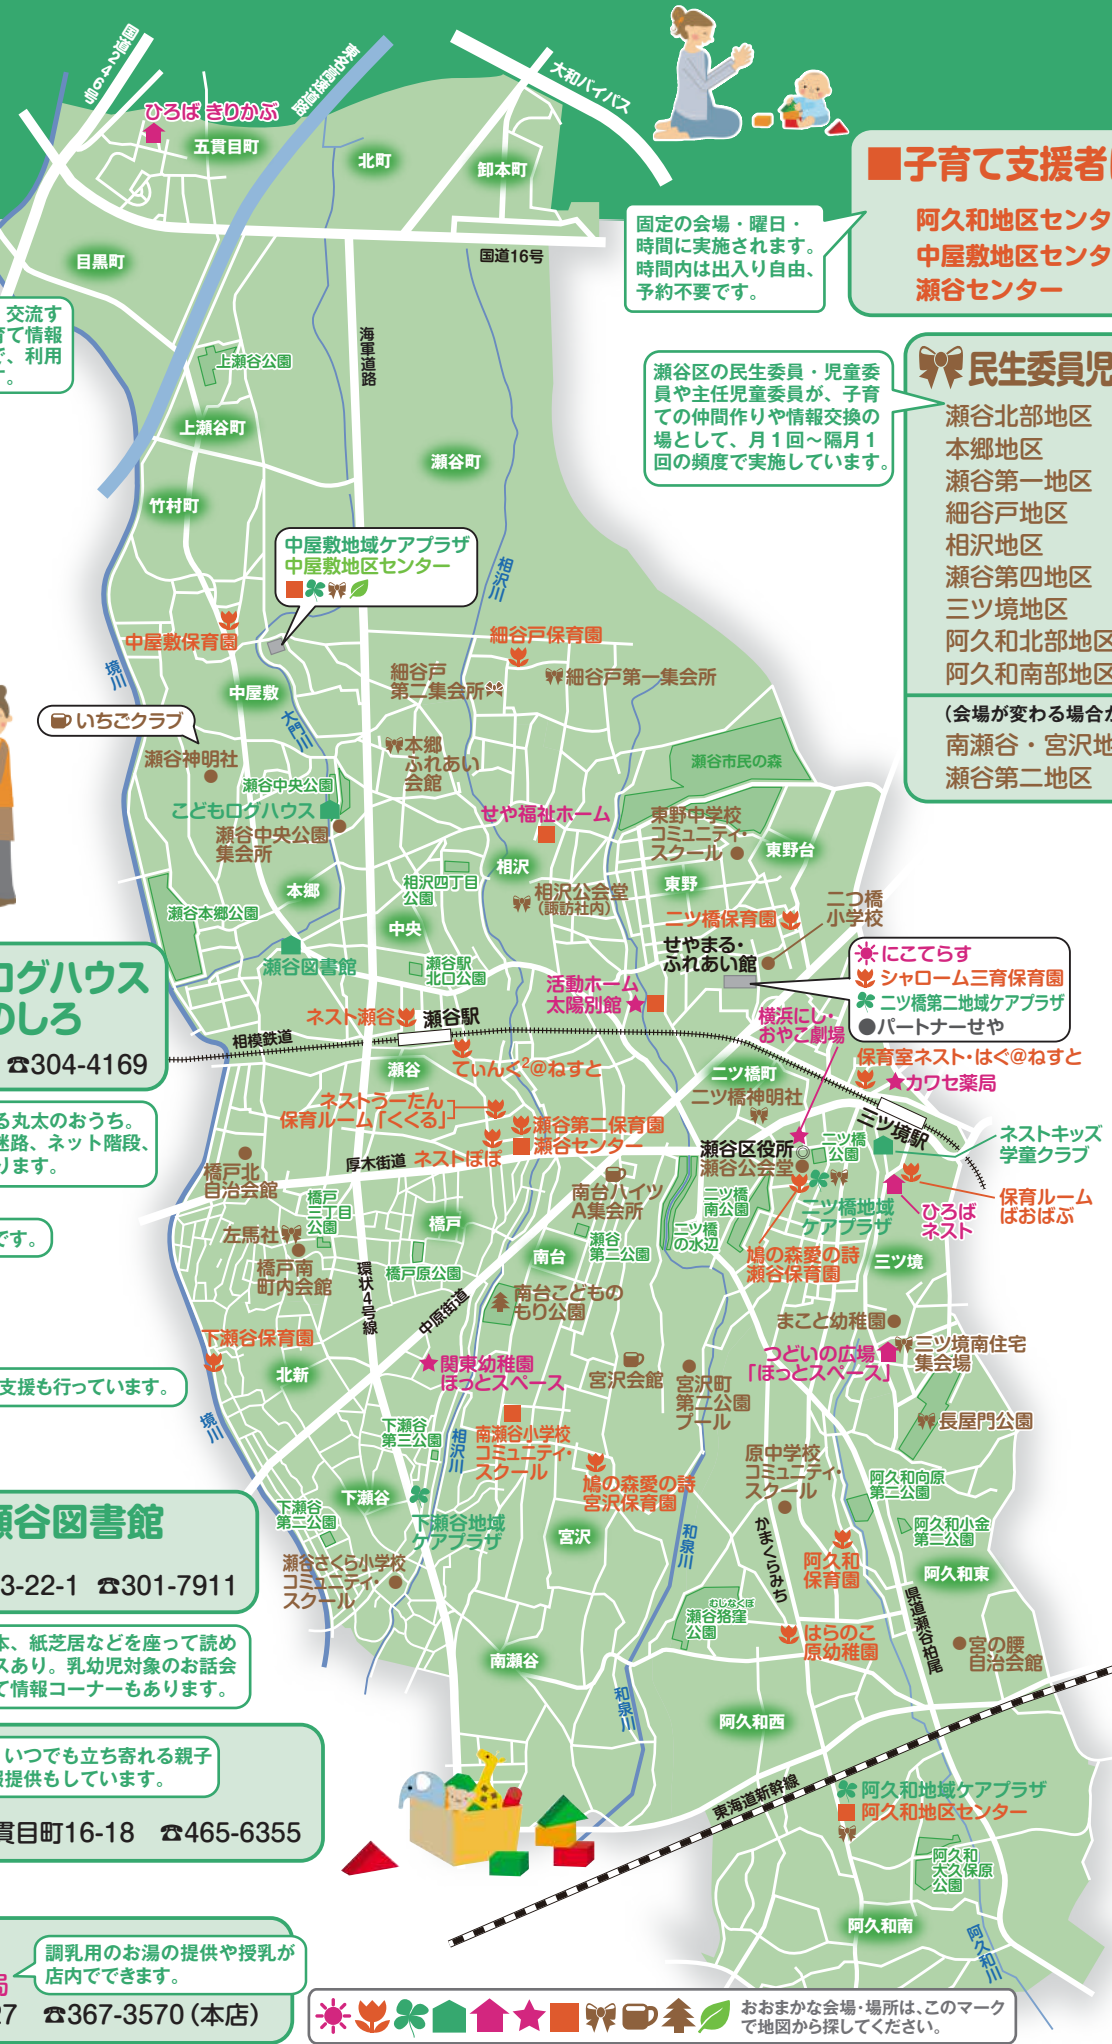 国道246号
東名高速道路
大和バイパス
ひろば きりかぶ
五貫目町
北町
卸本町
目黒町
国道16号
海軍道路
■子育て支援者
阿久和地区センタ
中屋敷地区センタ
瀬谷センター
固定の会場・曜日・
時間に実施されます。
時間内は出入り自由、
予約不要です。
交流す
育て情報
で、利用
す。
上瀬谷公園
上瀬谷町
瀬谷町
竹村町
瀬谷区の民生委員・児童委
員や主任児童委員が、子育
ての仲間作りや情報交換の
場として、月1回~隔月1
回の頻度で実施しています。
民生委員児
瀬谷北部地区
本郷地区
瀬谷第一地区
細谷戸地区
相沢地区
瀬谷第四地区
三ツ境地区
阿久和北部地区
阿久和南部地区
(会場が変わる場合が
南瀬谷・宮沢地
瀬谷第二地区
中屋敷地域ケアプラザ
中屋敷地区センター
相沢川
中屋敷保育園
細谷戸保育園
境川
細谷戸
第二集会所
細谷戸第一集会所
中屋敷
大門川
いちごクラブ
瀬谷神明社
本郷
ふれあい
会館
瀬谷市民の森
瀬谷中央公園
こどもログハウス
瀬谷中央公園
集会所
せや福祉ホーム
東野中学校
コミュニティ・
スクール
東野台
相沢
東野
本郷
相沢四丁目
公園
相沢公会堂
(諏訪社内)
二つ橋
小学校
瀬谷本郷公園
中央
二ツ橋保育園
せやまる・
ふれあい館
瀬谷図書館
瀬谷駅
北口公園
活動ホーム
太陽別館
にこてらす
シャローム三育保育園
二ツ橋第二地域ケアプラザ
●パートナーせや
ログハウス
のしろ
☎304-4169
ネスト瀬谷
瀬谷駅
相模鉄道
横浜にし・
おやこ劇場
保育室ネスト・はぐ@ねすと
★カワセ薬局
瀬谷
てぃんく²@ねすと
二ツ橋町
二ツ橋神明社
三ツ境駅
る丸太のおうち。
迷路、ネット階段、
ります。
ネストうーたん
保育ルーム「くくる」
瀬谷第二保育園
瀬谷センター
瀬谷区役所
瀬谷公会堂
二ツ橋
公園
ネストキッズ
学童クラブ
厚木街道
ネストぽぽ
橋戸北
自治会館
南台ハイツ
A集会所
二ツ橋
南公園
二ツ橋地域
ケアプラザ
ひろば
ネスト
保育ルーム
ばおばぶ
です。
橋戸
三丁目
公園
橋戸
左馬社
橋戸南
町内会館
南台
瀬谷
第二公園
二ツ橋
の水辺
鳩の森愛の詩
瀬谷保育園
三ツ境
橋戸原公園
環状4号線
中原街道
南台こどもの
もり公園
まこと幼稚園
下瀬谷保育園
北新
関東幼稚園
ほっとスペース
宮沢会館
宮沢町
第二公園
プール
つどいの広場
「ほっとスペース」
三ツ境南住宅
集会場
支援も行っています。
境川
下瀬谷
第三公園
相沢川
南瀬谷小学校
コミュニティ・
スクール
長屋門公園
原中学校
コミュニティ・
スクール
鳩の森愛の詩
宮沢保育園
阿久和向原
第二公園
下瀬谷
下瀬谷
第二公園
下瀬谷地域
ケアプラザ
宮沢
和泉川
かまくらみち
阿久和小金
第二公園
瀬谷図書館
3-22-1 ☎301-7911
瀬谷さくら小学校
コミュニティ・
スクール
阿久和
保育園
阿久和東
むじなくぼ
瀬谷狢窪
公園
県道瀬谷柏尾
本、紙芝居などを座って読め
スあり。乳幼児対象のお話会
て情報コーナーもあります。
はらのこ
原幼稚園
宮の腰
自治会館
南瀬谷
和泉川
阿久和西
いつでも立ち寄れる親子
報提供もしています。
貫目町16-18 ☎465-6355
東海道新幹線
阿久和地域ケアプラザ
阿久和地区センター
阿久和
大久保原
公園
阿久和南
阿久和川
調乳用のお湯の提供や授乳が
店内でできます。
局
27 ☎367-3570(本店)
おおまかな会場・場所は、このマーク
で地図から探してください。